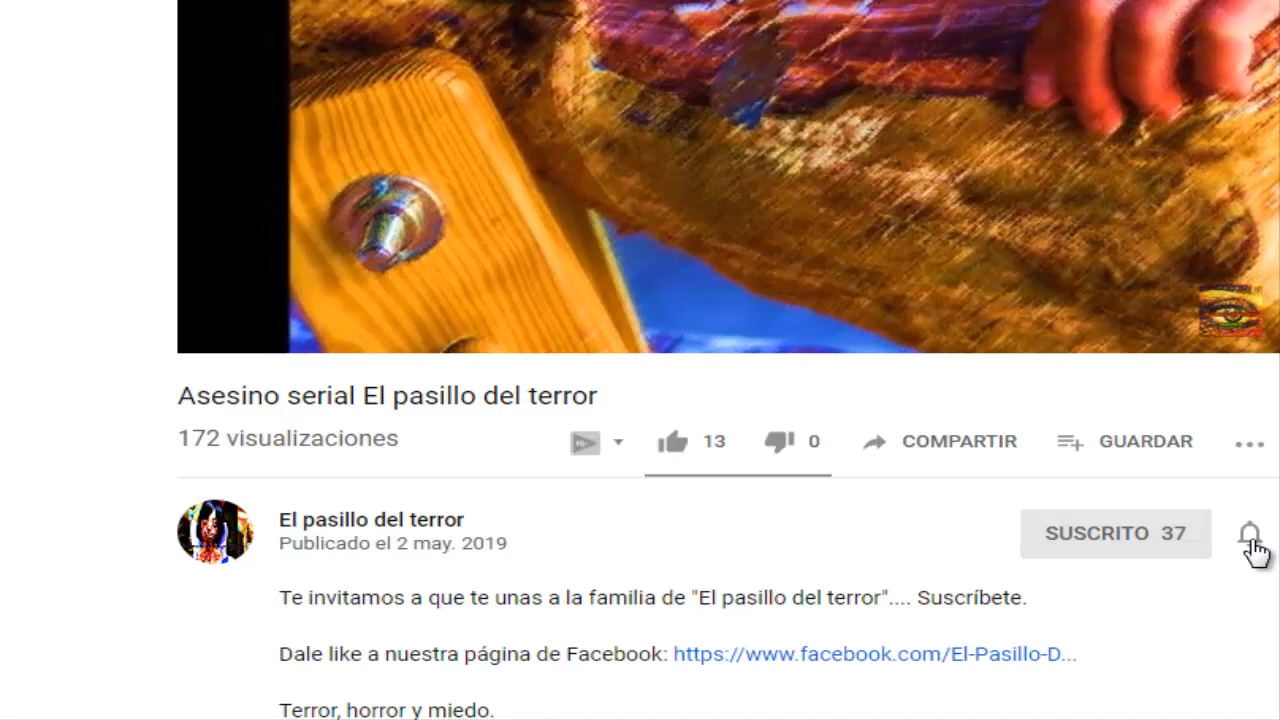 Asesino serial El pasillo del terror
172 visualizaciones
13
0
COMPARTIR
GUARDAR
El pasillo del terror
SUSCRITO 37
Publicado el 2 may. 2019
Te invitamos a que te unas a la familia de "El pasillo del terror".... Suscríbete.
Dale like a nuestra página de Facebook: https://www.facebook.com/El-Pasillo-D...
Terror, horror y miedo.